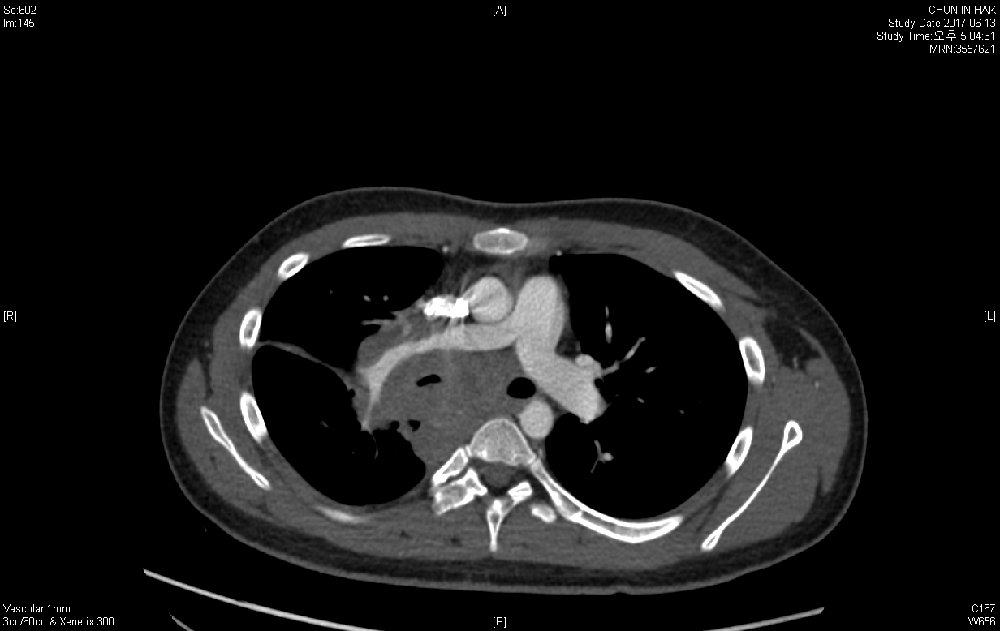 Se:602
Im:145
[A]
CHUN IN HAK
Study Date:2017-06-13
Study Time:오후 5:04:31
MRN:3557621
[R]
[L]
Vascular 1mm
3cc/60cc & Xenetix 300
[P]
C167
W656